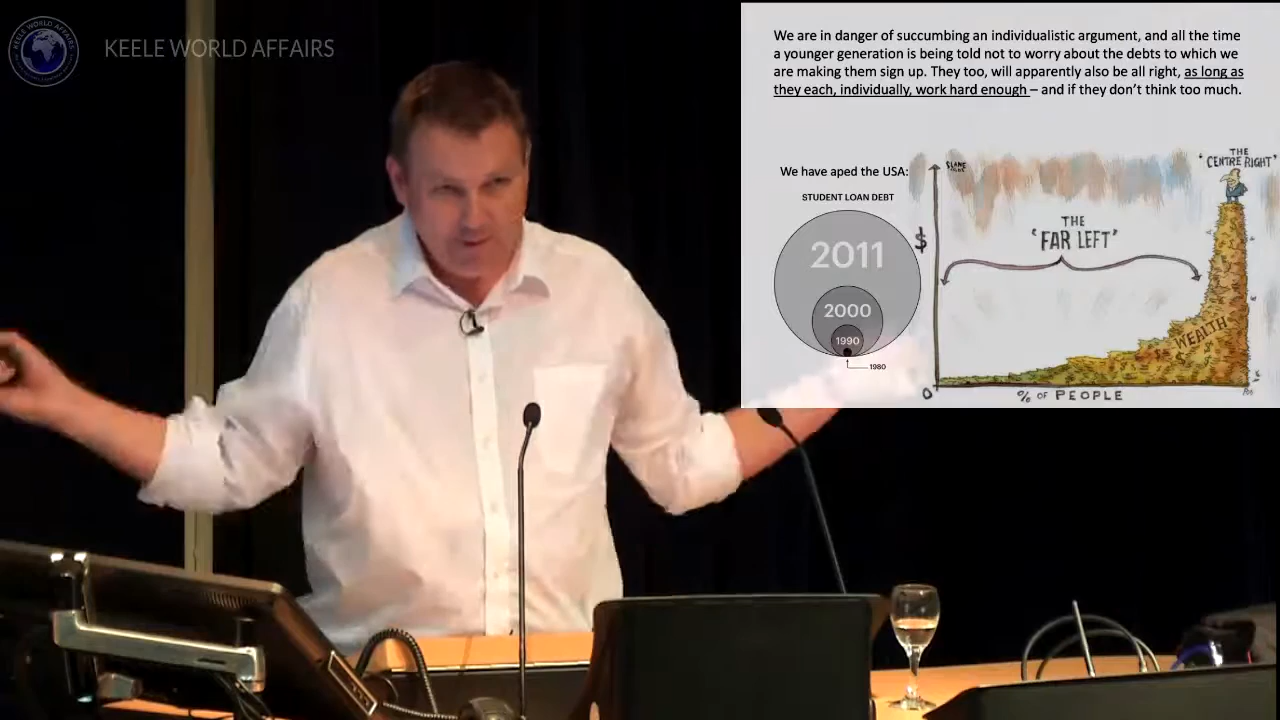 KEELE WORLD AFFAIRS
KEELE WORLD AFFAIRS
We are in danger of succumbing an individualistic argument, and all the time
a younger generation is being told not to worry about the debts to which we
are making them sign up. They too, will apparently also be all right, as long as
they each, individually, work hard enough – and if they don't think too much.
We have aped the USA:
STUDENT LOAN DEBT
2011
2000
1990
1980
THE
'CENTRE RIGHT'
$
THE
'FAR LEFT'
WEALTH
0
% OF PEOPLE